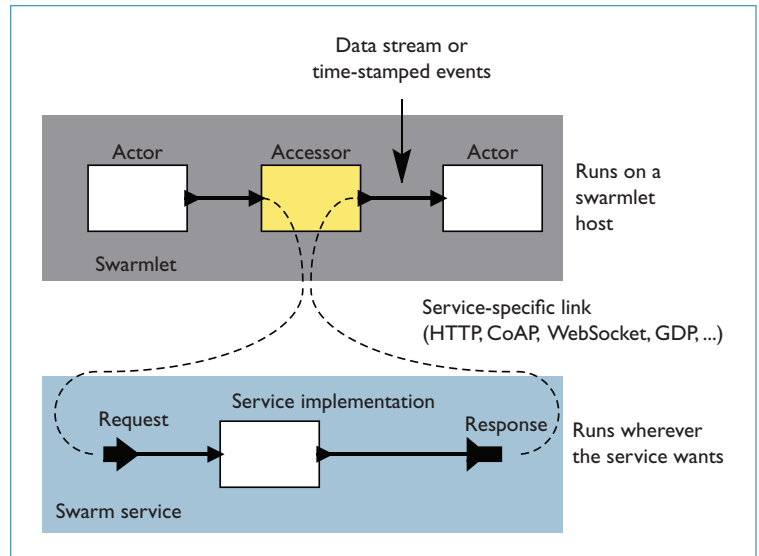 Data stream or
time-stamped events
Actor
Accessor
Actor
Runs on a
swarmlet
host
Swarmlet
Service-specific link
(HTTP, CoAP, WebSocket, GDP, ...)
Service implementation
Request
Response
Runs wherever
the service wants
Swarm service